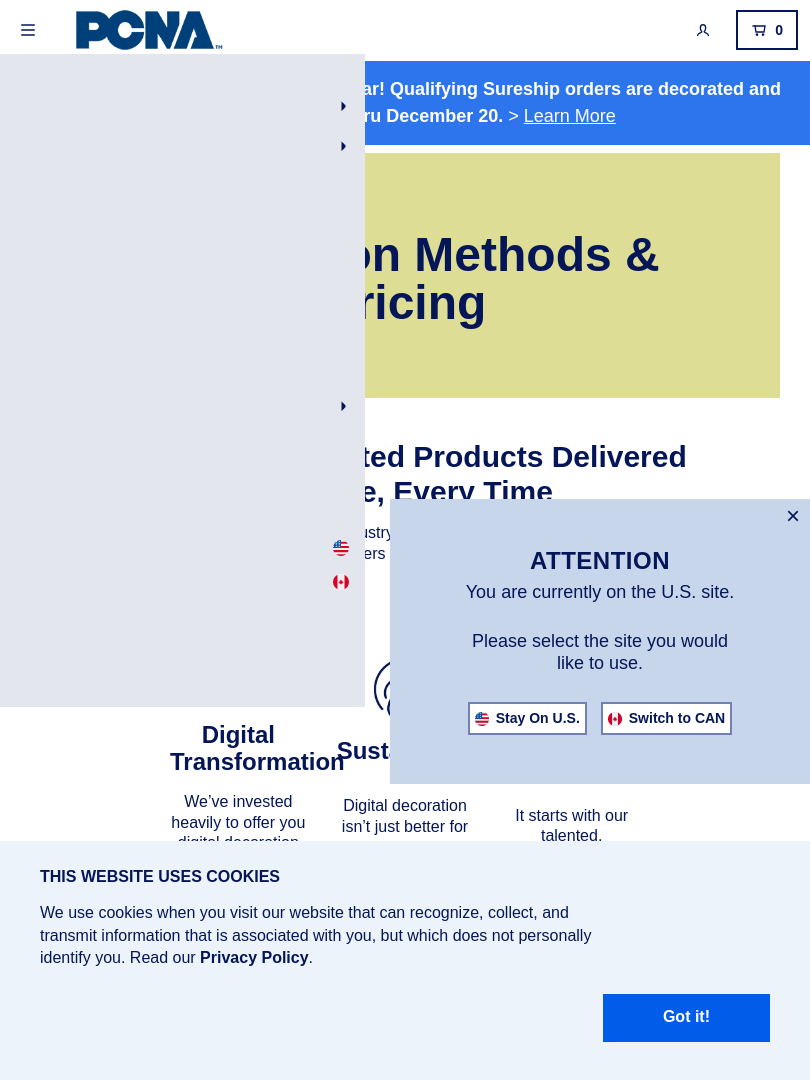 PCNA™
0
ar! Qualifying Sureship orders are decorated and
ru December 20. > Learn More
on Methods &
ricing
ted Products Delivered
e, Every Time
ustry
ers
×
ATTENTION
You are currently on the U.S. site.
Please select the site you would
like to use.
Stay On U.S.
Switch to CAN
Digital
Transformation
We’ve invested
heavily to offer you
digital decoration
Susta
Digital decoration
isn’t just better for
It starts with our
talented,
THIS WEBSITE USES COOKIES
We use cookies when you visit our website that can recognize, collect, and
transmit information that is associated with you, but which does not personally
identify you. Read our Privacy Policy.
Got it!